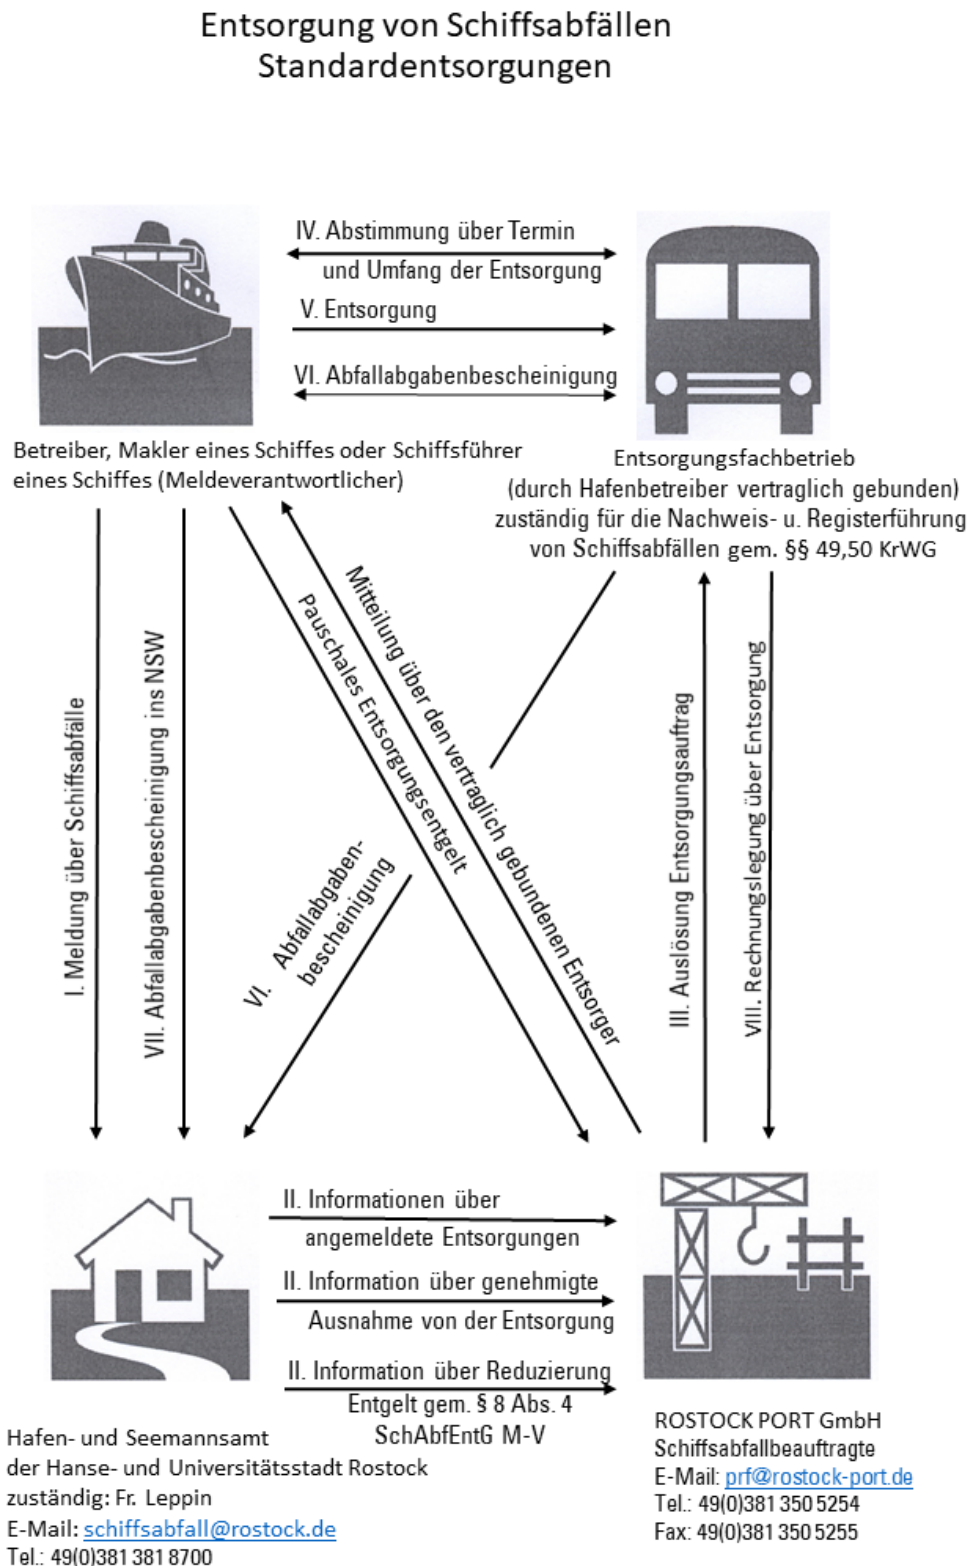 Entsorgung von Schiffsabfällen
Standardentsorgungen
IV. Abstimmung über Termin
und Umfang der Entsorgung
V. Entsorgung
VI. Abfallabgabenbescheinigung
Betreiber, Makler eines Schiffes oder Schiffsführer
eines Schiffes (Meldeverantwortlicher)
Entsorgungsfachbetrieb
(durch Hafenbetreiber vertraglich gebunden)
zuständig für die Nachweis- u. Registerführung
von Schiffsabfällen gem. §§ 49,50 KrWG
I. Meldung über Schiffsabfälle
VII. Abfallabgabenbescheinigung ins NSW
Pauschales Entsorgungsentgelt
Mitteilung über den vertraglich gebundenen Entsorger
VI. Abfallabgaben-
bescheinigung
III. Auslösung Entsorgungsauftrag
VIII. Rechnungslegung über Entsorgung
II. Informationen über
angemeldete Entsorgungen
II. Information über genehmigte
Ausnahme von der Entsorgung
II. Information über Reduzierung
Entgelt gem. § 8 Abs. 4
SchAbfEntG M-V
Hafen- und Seemannsamt
der Hanse- und Universitätsstadt Rostock
zuständig: Fr. Leppin
E-Mail: schiffsabfall@rostock.de
Tel.: 49(0)381 381 8700
ROSTOCK PORT GmbH
Schiffsabfallbeauftragte
E-Mail: prf@rostock-port.de
Tel.: 49(0)381 350 5254
Fax: 49(0)381 350 5255